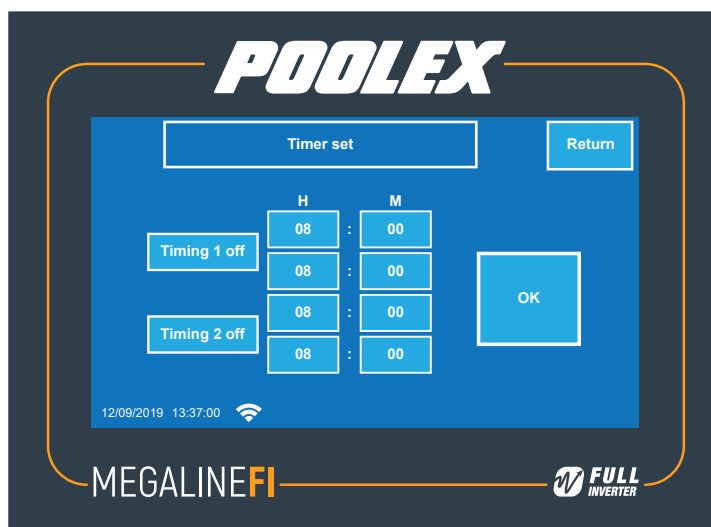 POOLEX
Timer set
Return
H M
08 : 00
Timing 1 off
08 : 00
08 : 00
OK
Timing 2 off
08 : 00
12/09/2019 13:37:00
MEGALINEFI
FULL
INVERTER